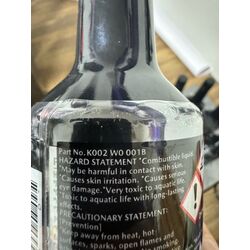 Part No.K002 W0 001B
HAZARD STATEMENT *Combustible liquid.
*May be harmful in contact with skin.
*Causes skin irritation. *Causes serious
eye damage.*Very toxic to aquatic life.
*Toxic to aquatic life with long-lasting
effects.
PRECAUTIONARY STATEMENT:
Prevention]
Keep away from heat, hot
surfaces, sparks, open flames and